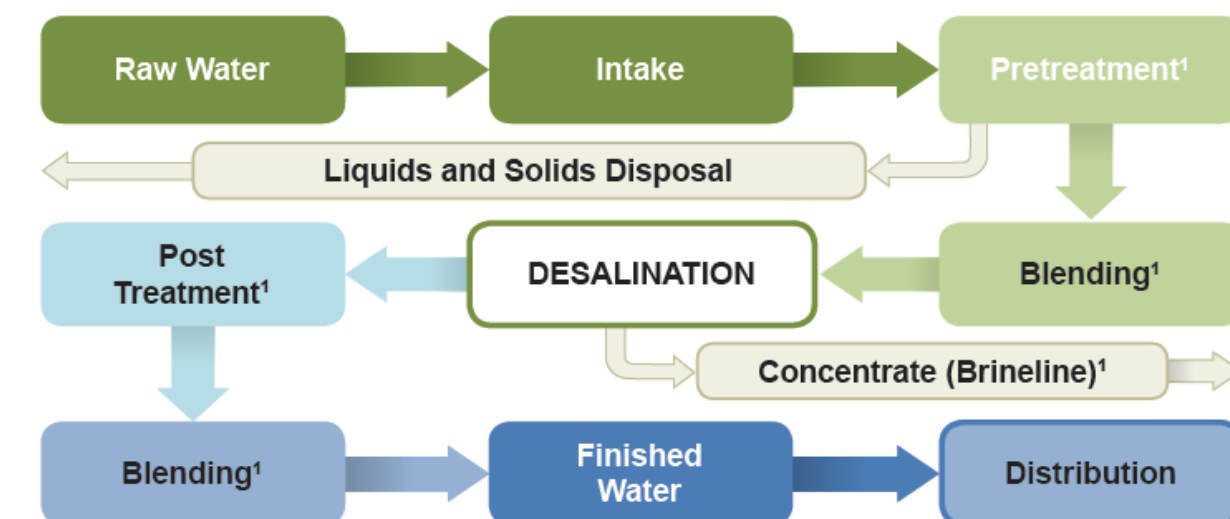 Raw Water
Intake
Pretreatment¹
Liquids and Solids Disposal
Post
Treatment¹
DESALINATION
Blending¹
Concentrate (Brineline)¹
Blending¹
Finished
Water
Distribution